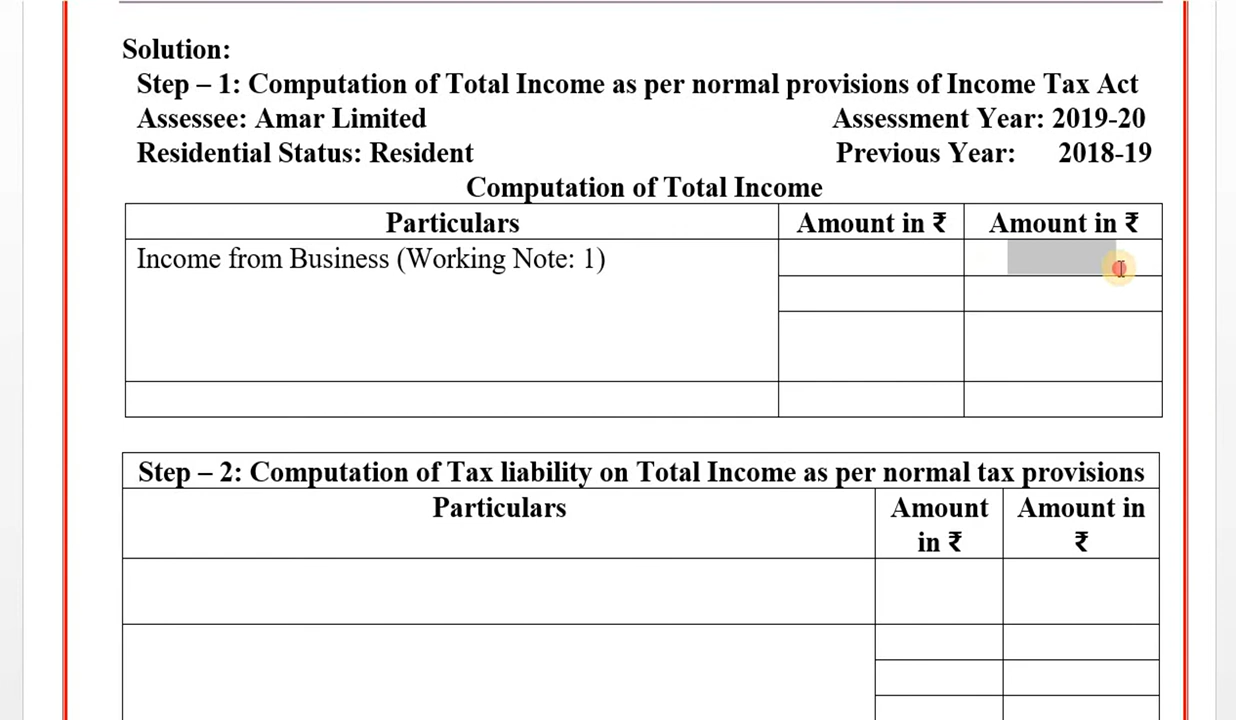 Solution:
Step – 1: Computation of Total Income as per normal provisions of Income Tax Act
Assessee: Amar Limited Assessment Year: 2019-20
Residential Status: Resident Previous Year: 2018-19
Computation of Total Income
Particulars Amount in ₹ Amount in ₹
Income from Business (Working Note: 1)
Step – 2: Computation of Tax liability on Total Income as per normal tax provisions
Particulars Amount in ₹ Amount in ₹